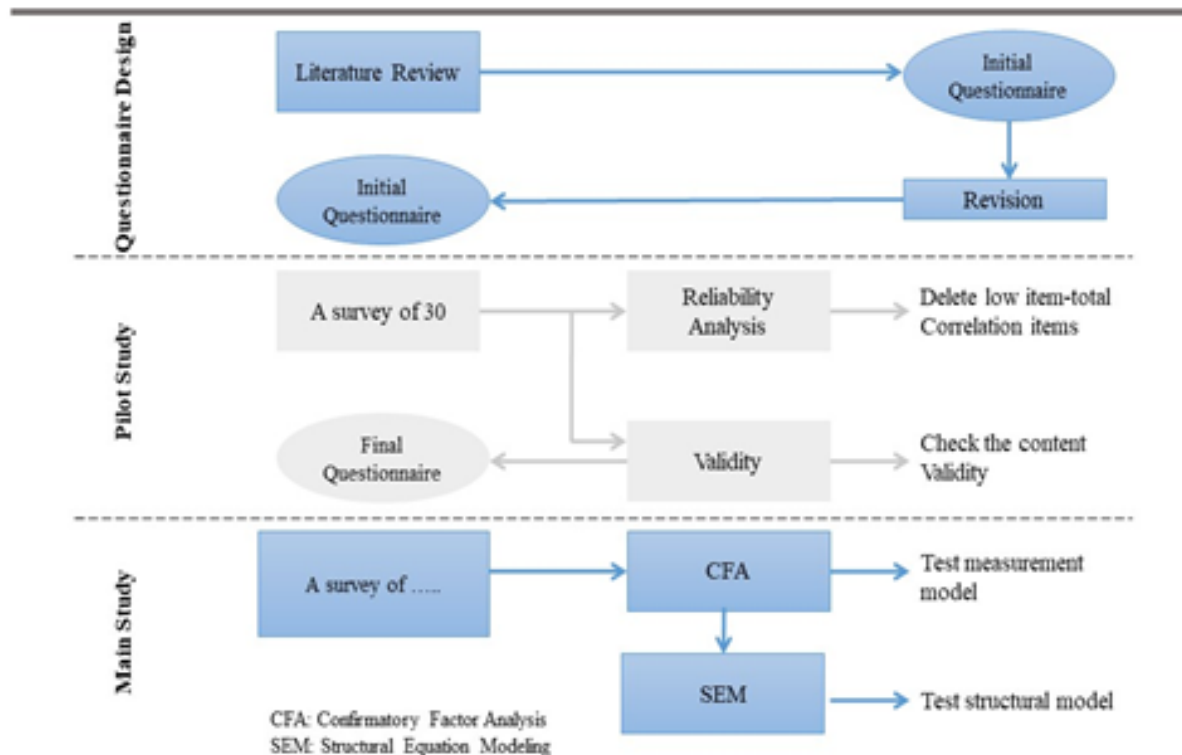 Questionnaire Design
Literature Review
Initial
Questionnaire
Initial
Questionnaire
Revision
Pilot Study
A survey of 30
Reliability
Analysis
Delete low item-total
Correlation items
Final
Questionnaire
Validity
Check the content
Validity
Main Study
A survey of …..
CFA
Test measurement
model
SEM
Test structural model
CFA: Confirmatory Factor Analysis
SEM: Structural Equation Modeling